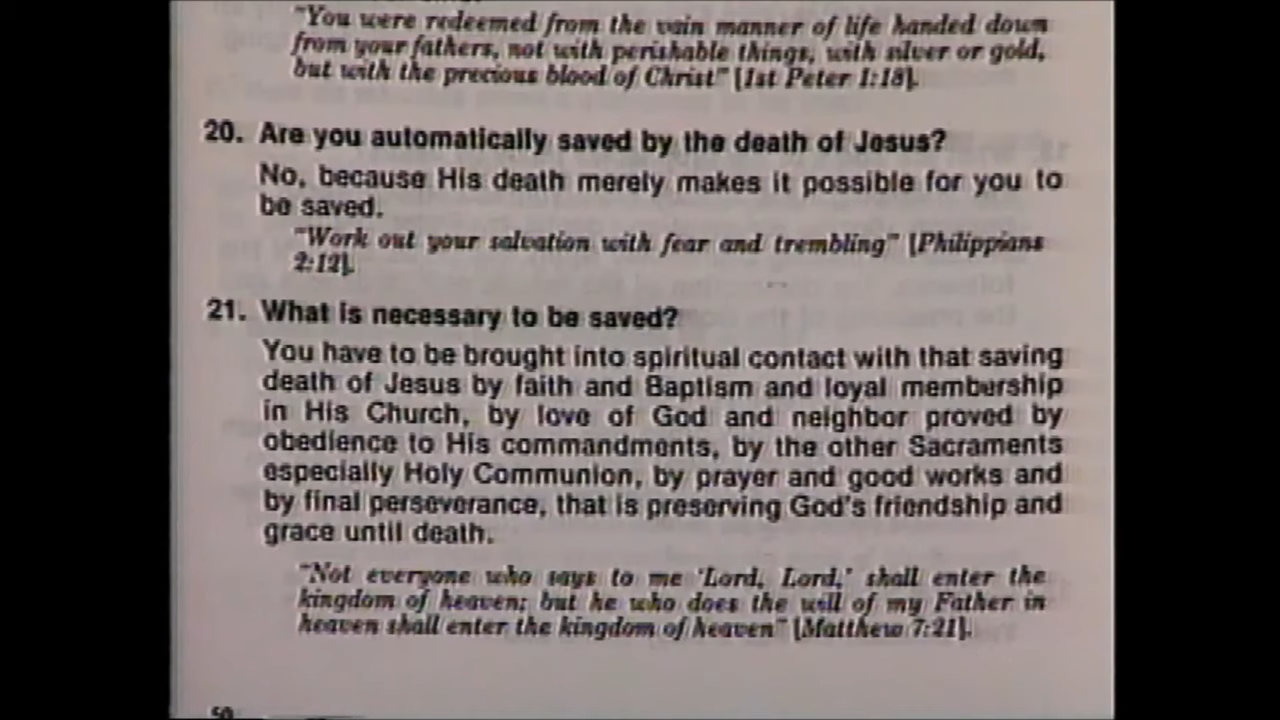 "You were redeemed from the vain manner of life handed down
from your fathers, not with perishable things, with silver or gold,
but with the precious blood of Christ" [1st Peter 1:18].
20. Are you automatically saved by the death of Jesus?
No, because His death merely makes it possible for you to
be saved.
"Work out your salvation with fear and trembling" [Philippians
2:12].
21. What is necessary to be saved?
You have to be brought into spiritual contact with that saving
death of Jesus by faith and Baptism and loyal membership
in His Church, by love of God and neighbor proved by
obedience to His commandments, by the other Sacraments
especially Holy Communion, by prayer and good works and
by final perseverance, that is preserving God's friendship and
grace until death.
"Not everyone who says to me 'Lord, Lord,' shall enter the
kingdom of heaven; but he who does the will of my Father in
heaven shall enter the kingdom of heaven" [Matthew 7:21].